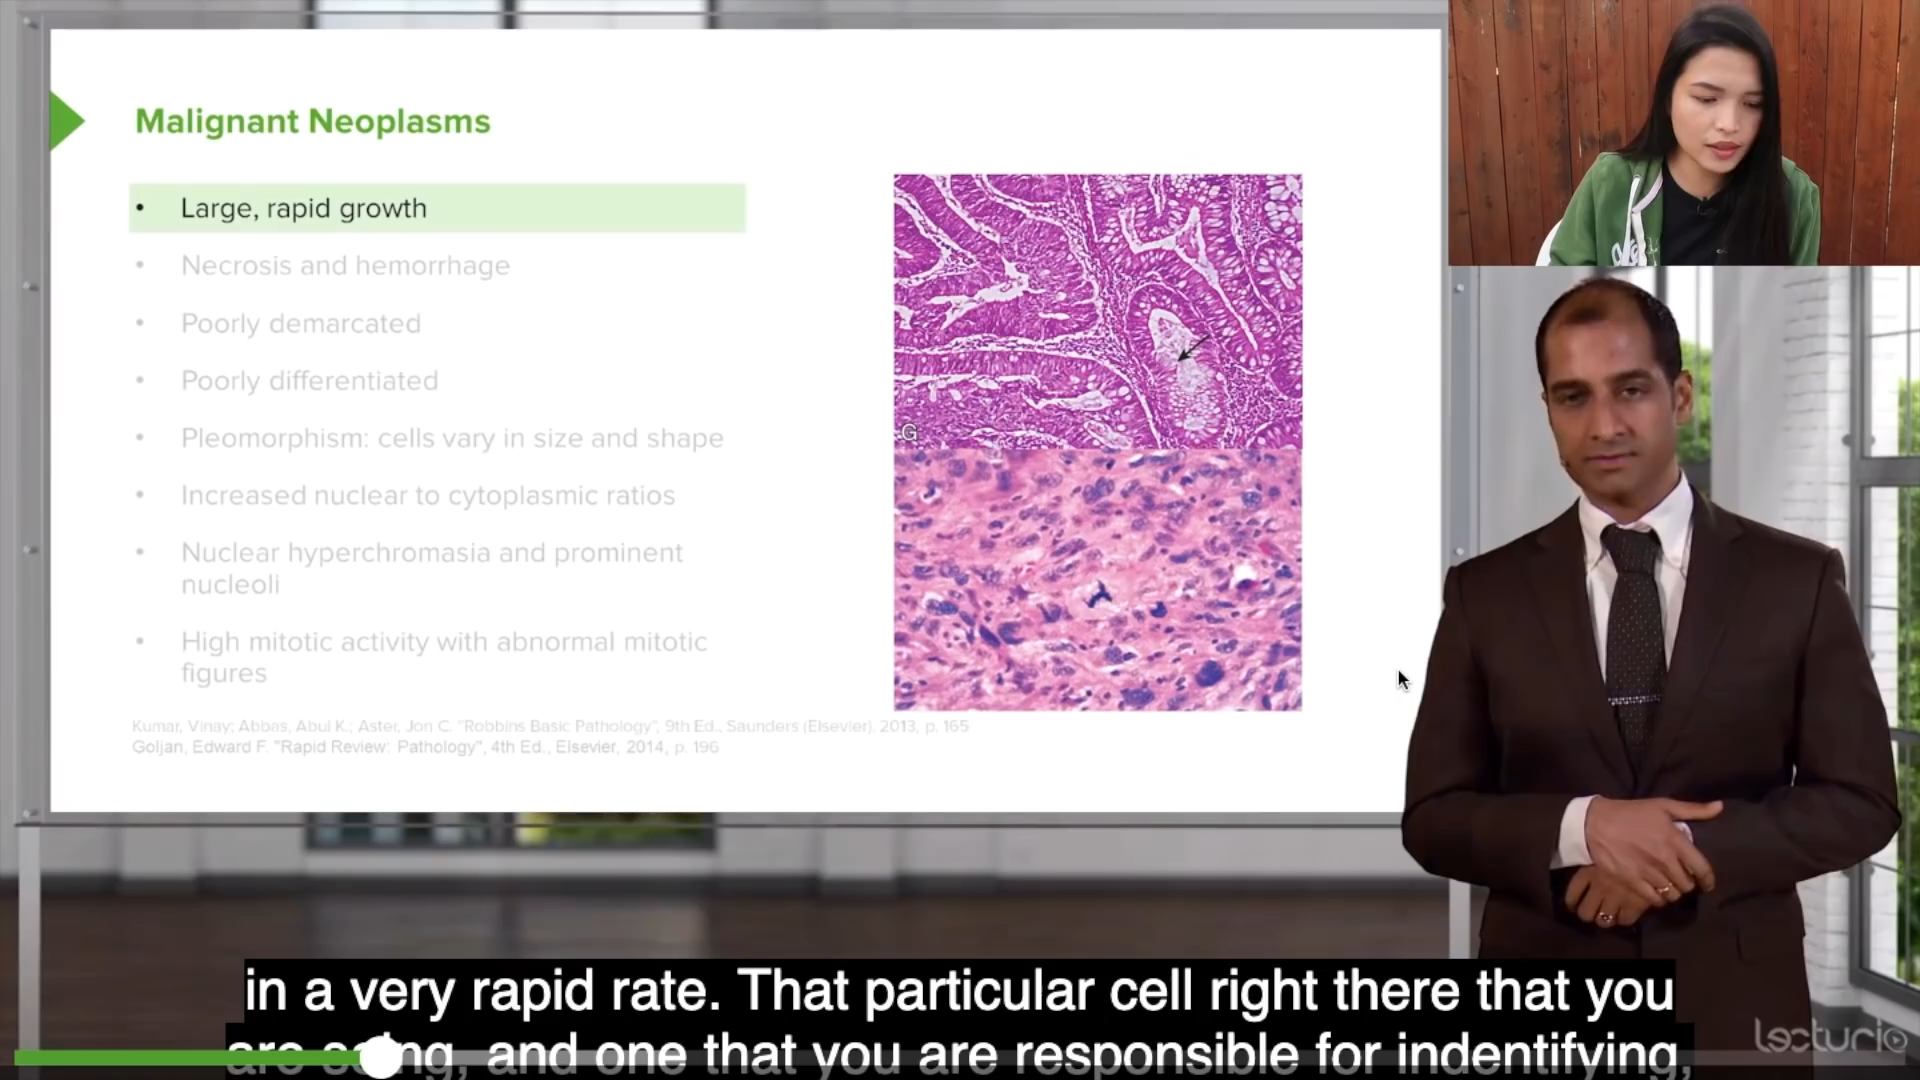 Malignant Neoplasms
• Large, rapid growth
• Necrosis and hemorrhage
• Poorly demarcated
• Poorly differentiated
• Pleomorphism: cells vary in size and shape
• Increased nuclear to cytoplasmic ratios
• Nuclear hyperchromasia and prominent
nucleoli
• High mitotic activity with abnormal mitotic
figures
G
Kumar, Vinay; Abbas, Abul K.; Aster, Jon C. "Robbins Basic Pathology", 9th Ed., Saunders (Elsevier), 2013, p. 165
Goljan, Edward F. "Rapid Review: Pathology", 4th Ed., Elsevier, 2014, p. 196
in a very rapid rate. That particular cell right there that you
are and one that you are responsible for indentifying,
lecturio